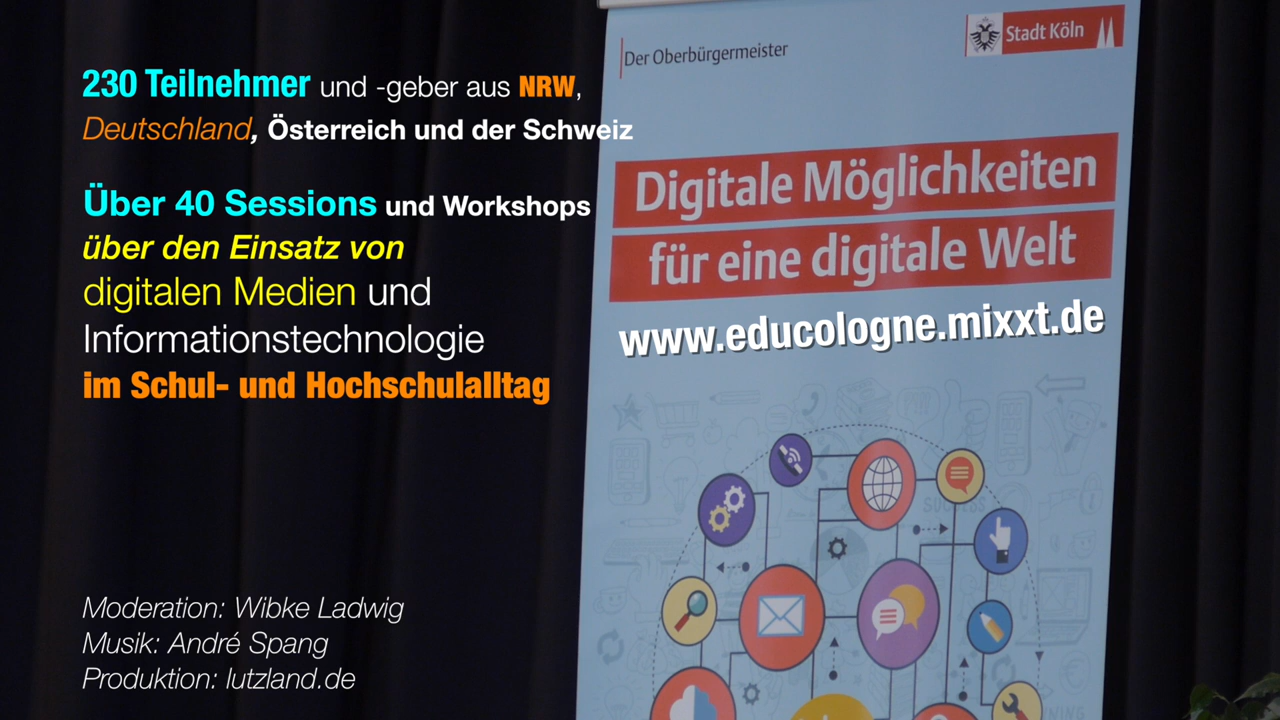 230 Teilnehmer und -geber aus NRW,
Deutschland, Österreich und der Schweiz
Über 40 Sessions und Workshops
über den Einsatz von
digitalen Medien und
Informationstechnologie
im Schul- und Hochschulalltag
Moderation: Wibke Ladwig
Musik: André Spang
Produktion: lutzland.de
Der Oberbürgermeister
Stadt Köln
Digitale Möglichkeiten
für eine digitale Welt
www.educologne.mixxt.de
SUCCESS